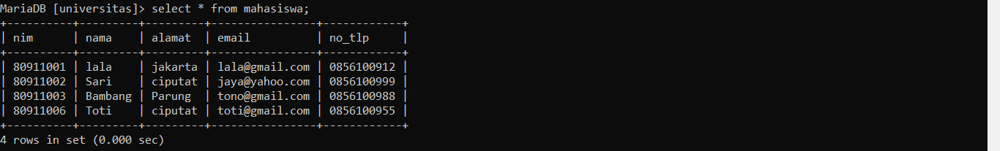 MariaDB [universitas]> select * from mahasiswa;
+----------+---------+---------+----------------+------------+
| nim      | nama    | alamat  | email          | no_tlp     |
+----------+---------+---------+----------------+------------+
| 80911001 | lala    | jakarta | lala@gmail.com | 0856100912 |
| 80911002 | Sari    | ciputat | jaya@yahoo.com | 0856100999 |
| 80911003 | Bambang | Parung  | tono@gmail.com | 0856100988 |
| 80911006 | Toti    | ciputat | toti@gmail.com | 0856100955 |
+----------+---------+---------+----------------+------------+
4 rows in set (0.000 sec)